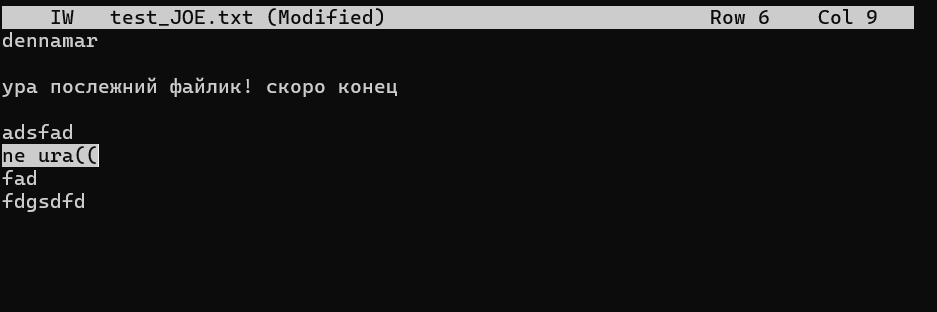 IW test_JOE.txt (Modified) Row 6 Col 9
dennamar
ура послежний файлик! скоро конец
adsfad
ne ura((
fad
fdgsdfd